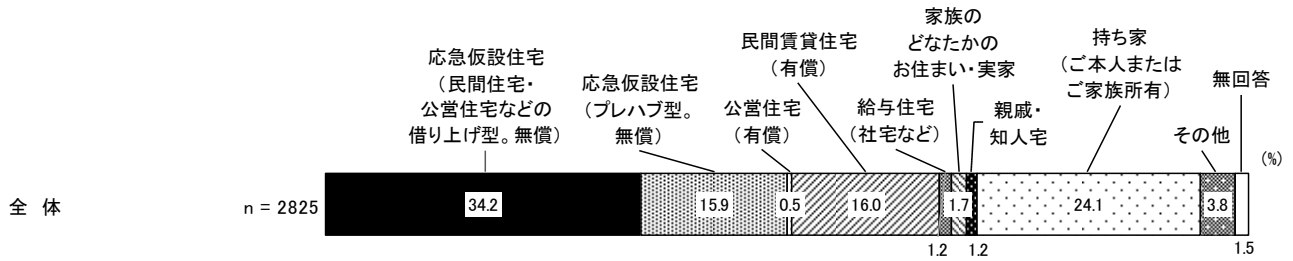 応急仮設住宅
（民間住宅・
公営住宅などの
借り上げ型。無償）
応急仮設住宅
（プレハブ型。
無償）
公営住宅
（有償）
民間賃貸住宅
（有償）
給与住宅
（社宅など）
家族の
どなたかの
お住まい・実家
親戚・
知人宅
持ち家
（ご本人または
ご家族所有）
その他
無回答
(%)
全 体
n = 2825
34.2
15.9
0.5
16.0
1.2
1.7
1.2
24.1
3.8
1.5